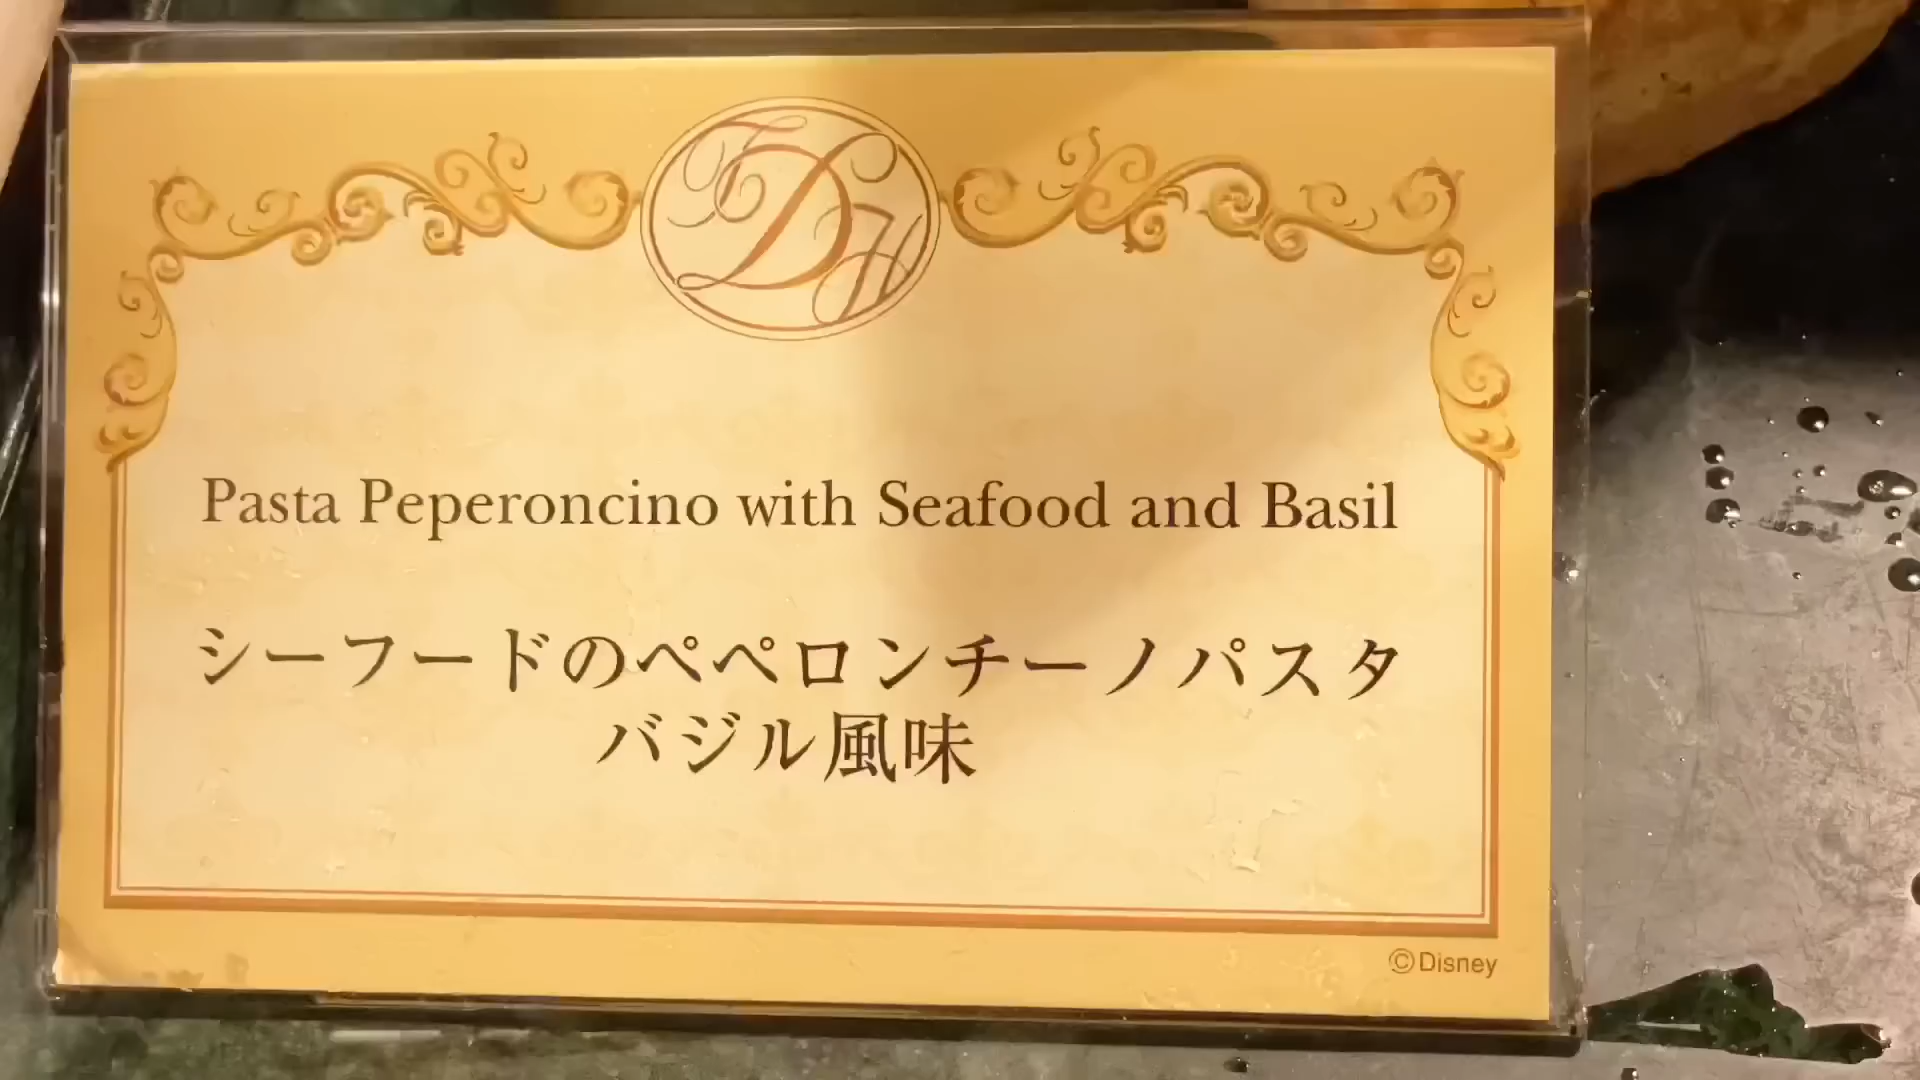 TDH
Pasta Peperoncino with Seafood and Basil
シーフードのペペロンチーノパスタ
バジル風味
©Disney